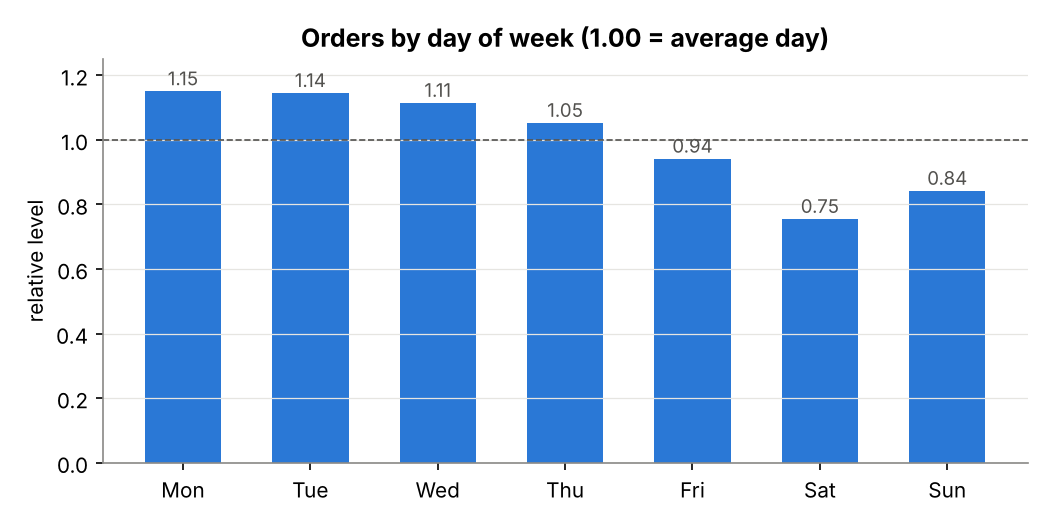 Orders by day of week (1.00 = average day)
relative level
1.2
1.0
0.8
0.6
0.4
0.2
0.0
1.15
1.14
1.11
1.05
0.94
0.75
0.84
Mon
Tue
Wed
Thu
Fri
Sat
Sun